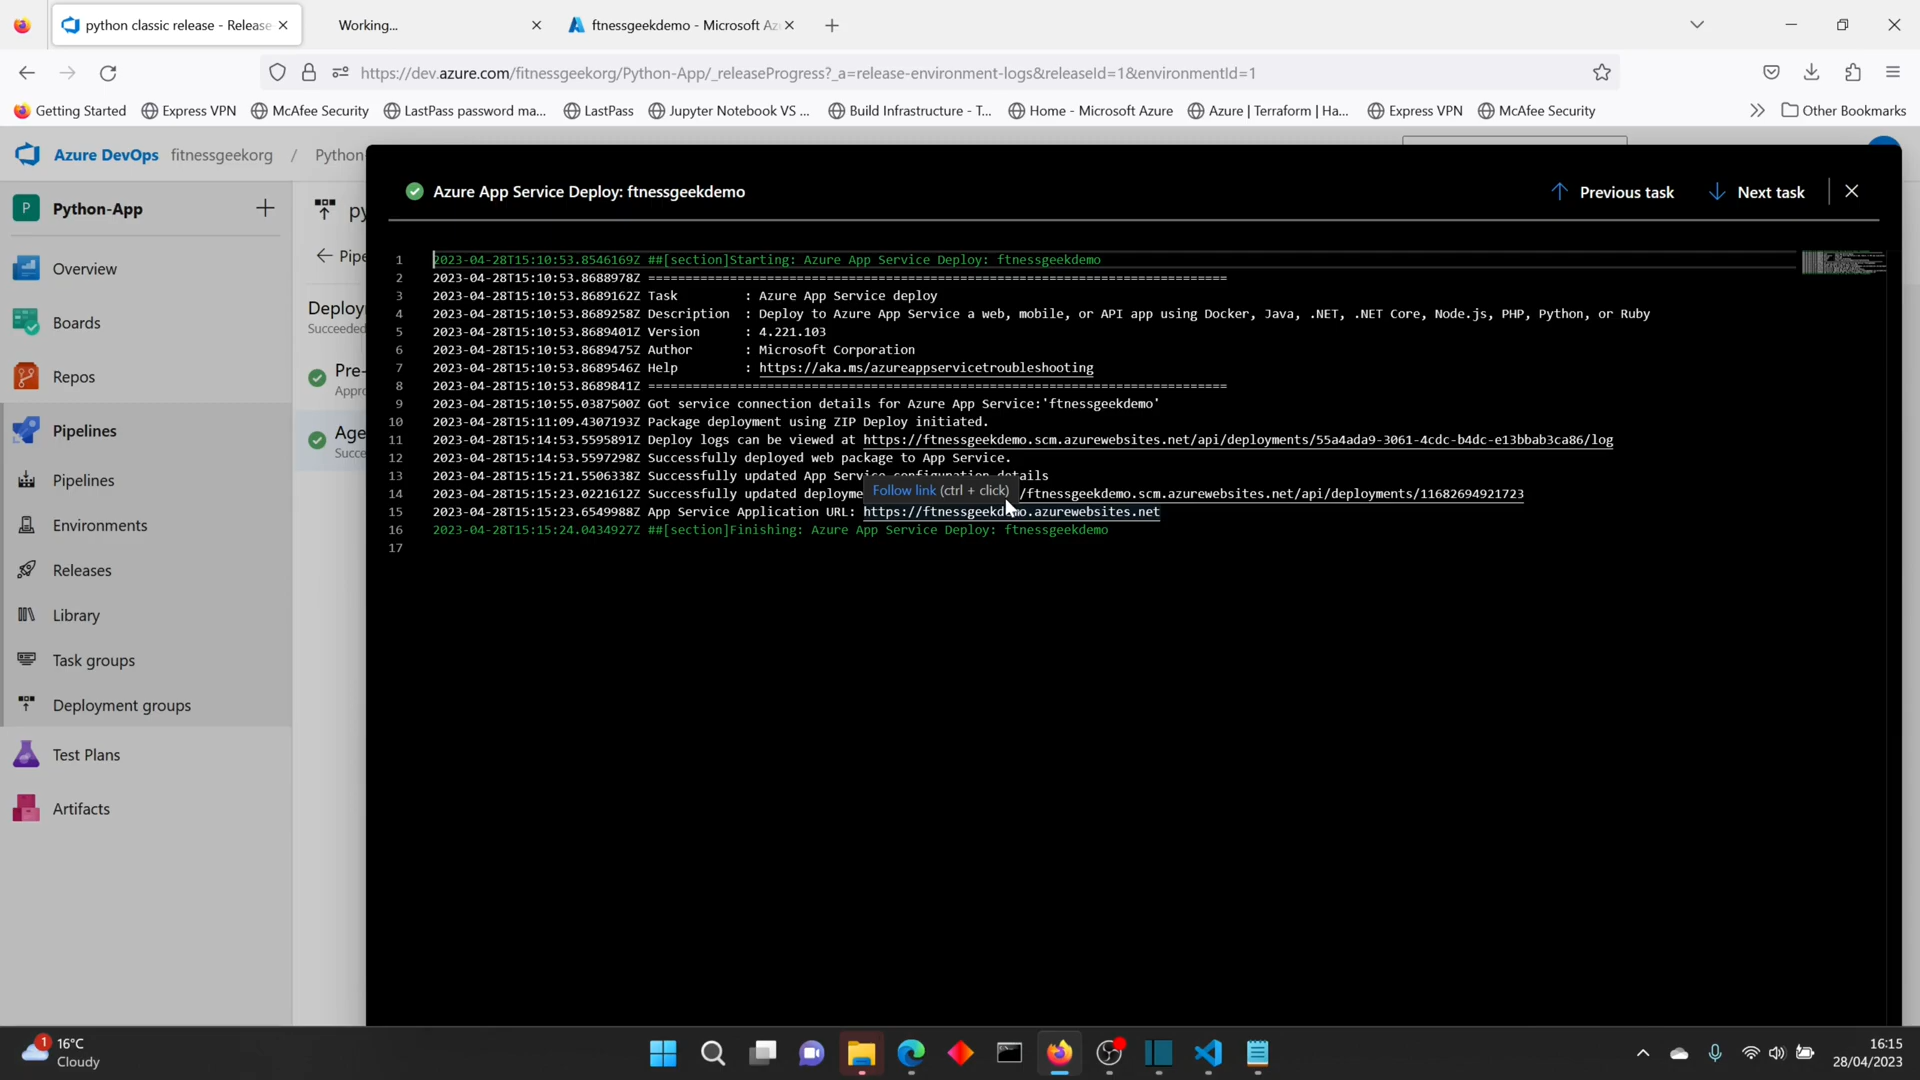 python classic release - Release
Working...
ftnessgeekdemo - Microsoft Az
https://dev.azure.com/fitnessgeekorg/Python-App/_releaseProgress?_a=release-environment-logs&releaseId=1&environmentId=1
Getting Started
Express VPN
McAfee Security
LastPass password ma...
LastPass
Jupyter Notebook VS ...
Build Infrastructure - T...
Home - Microsoft Azure
Azure | Terraform | Ha...
Express VPN
McAfee Security
Other Bookmarks
Azure DevOps fitnessgeekorg / Python-
P Python-App
Overview
Boards
Repos
Pipelines
Pipelines
Environments
Releases
Library
Task groups
Deployment groups
Test Plans
Artifacts
py
Pipe
Deploym
Succeeded
Pre-
Appro
Age
Succe
Azure App Service Deploy: ftnessgeekdemo
Previous task
Next task
1 2023-04-28T15:10:53.8546169Z ##[section]Starting: Azure App Service Deploy: ftnessgeekdemo
2 2023-04-28T15:10:53.8688978Z ==============================================================================
3 2023-04-28T15:10:53.8689162Z Task : Azure App Service deploy
4 2023-04-28T15:10:53.8689258Z Description : Deploy to Azure App Service a web, mobile, or API app using Docker, Java, .NET, .NET Core, Node.js, PHP, Python, or Ruby
5 2023-04-28T15:10:53.8689401Z Version : 4.221.103
6 2023-04-28T15:10:53.8689475Z Author : Microsoft Corporation
7 2023-04-28T15:10:53.8689546Z Help : https://aka.ms/azureappservicetroubleshooting
8 2023-04-28T15:10:53.8689841Z ==============================================================================
9 2023-04-28T15:10:55.0387500Z Got service connection details for Azure App Service:'ftnessgeekdemo'
10 2023-04-28T15:11:09.4307193Z Package deployment using ZIP Deploy initiated.
11 2023-04-28T15:14:53.5595891Z Deploy logs can be viewed at https://ftnessgeekdemo.scm.azurewebsites.net/api/deployments/55a4ada9-3061-4cdc-b4dc-e13bbab3ca86/log
12 2023-04-28T15:14:53.5597298Z Successfully deployed web package to App Service.
13 2023-04-28T15:15:21.5506338Z Successfully updated App Service configuration details
14 2023-04-28T15:15:23.0221612Z Successfully updated deployme /ftnessgeekdemo.scm.azurewebsites.net/api/deployments/11682694921723
Follow link (ctrl + click)
15 2023-04-28T15:15:23.6549988Z App Service Application URL: https://ftnessgeekdemo.azurewebsites.net
16 2023-04-28T15:15:24.0434927Z ##[section]Finishing: Azure App Service Deploy: ftnessgeekdemo
17
1
16°C
Cloudy
16:15
28/04/2023